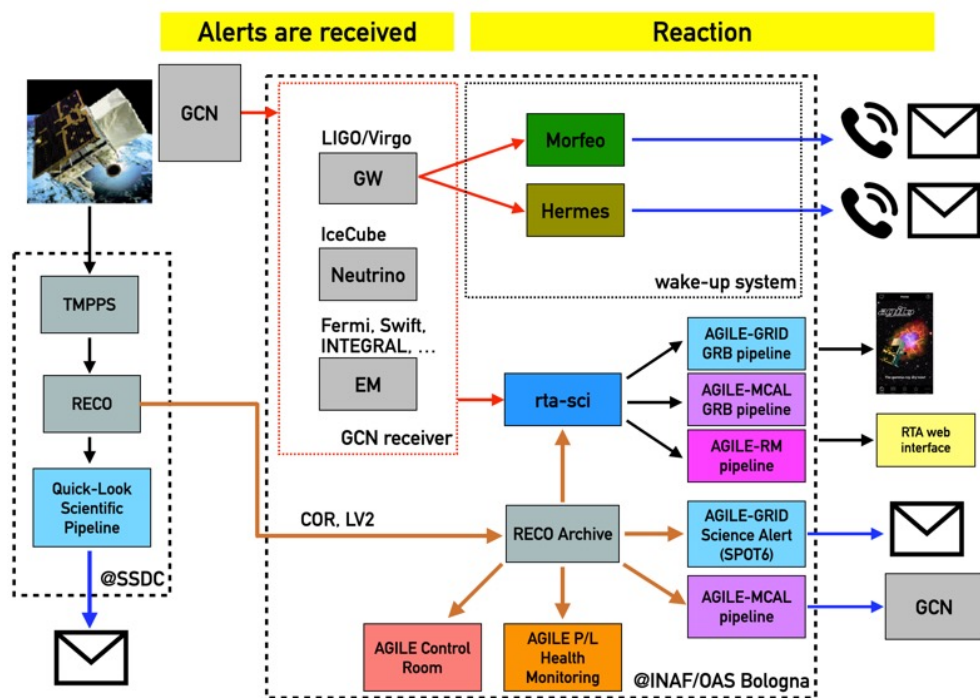 Alerts are received
Reaction
GCN
LIGO/Virgo
GW
IceCube
Neutrino
Fermi, Swift,
INTEGRAL, ...
EM
GCN receiver
Morfeo
Hermes
wake-up system
TMPPS
RECO
Quick-Look
Scientific
Pipeline
@SSDC
COR, LV2
rta-sci
RECO Archive
AGILE-GRID
GRB pipeline
AGILE-MCAL
GRB pipeline
AGILE-RM
pipeline
AGILE-GRID
Science Alert
(SPOT6)
AGILE-MCAL
pipeline
AGILE Control
Room
AGILE P/L
Health
Monitoring
@INAF/OAS Bologna
agile
RTA web
interface
GCN